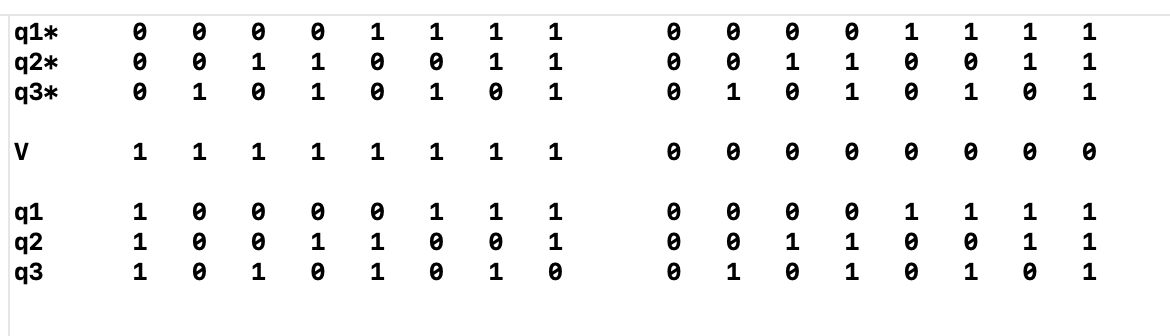 q1* 0 0 0 0 1 1 1 1 0 0 0 0 1 1 1 1
q2* 0 0 1 1 0 0 1 1 0 0 1 1 0 0 1 1
q3* 0 1 0 1 0 1 0 1 0 1 0 1 0 1 0 1
V 1 1 1 1 1 1 1 1 0 0 0 0 0 0 0 0
q1 1 0 0 0 0 1 1 1 0 0 0 0 1 1 1 1
q2 1 0 0 1 1 0 0 1 0 0 1 1 0 0 1 1
q3 1 0 1 0 1 0 1 0 0 1 0 1 0 1 0 1